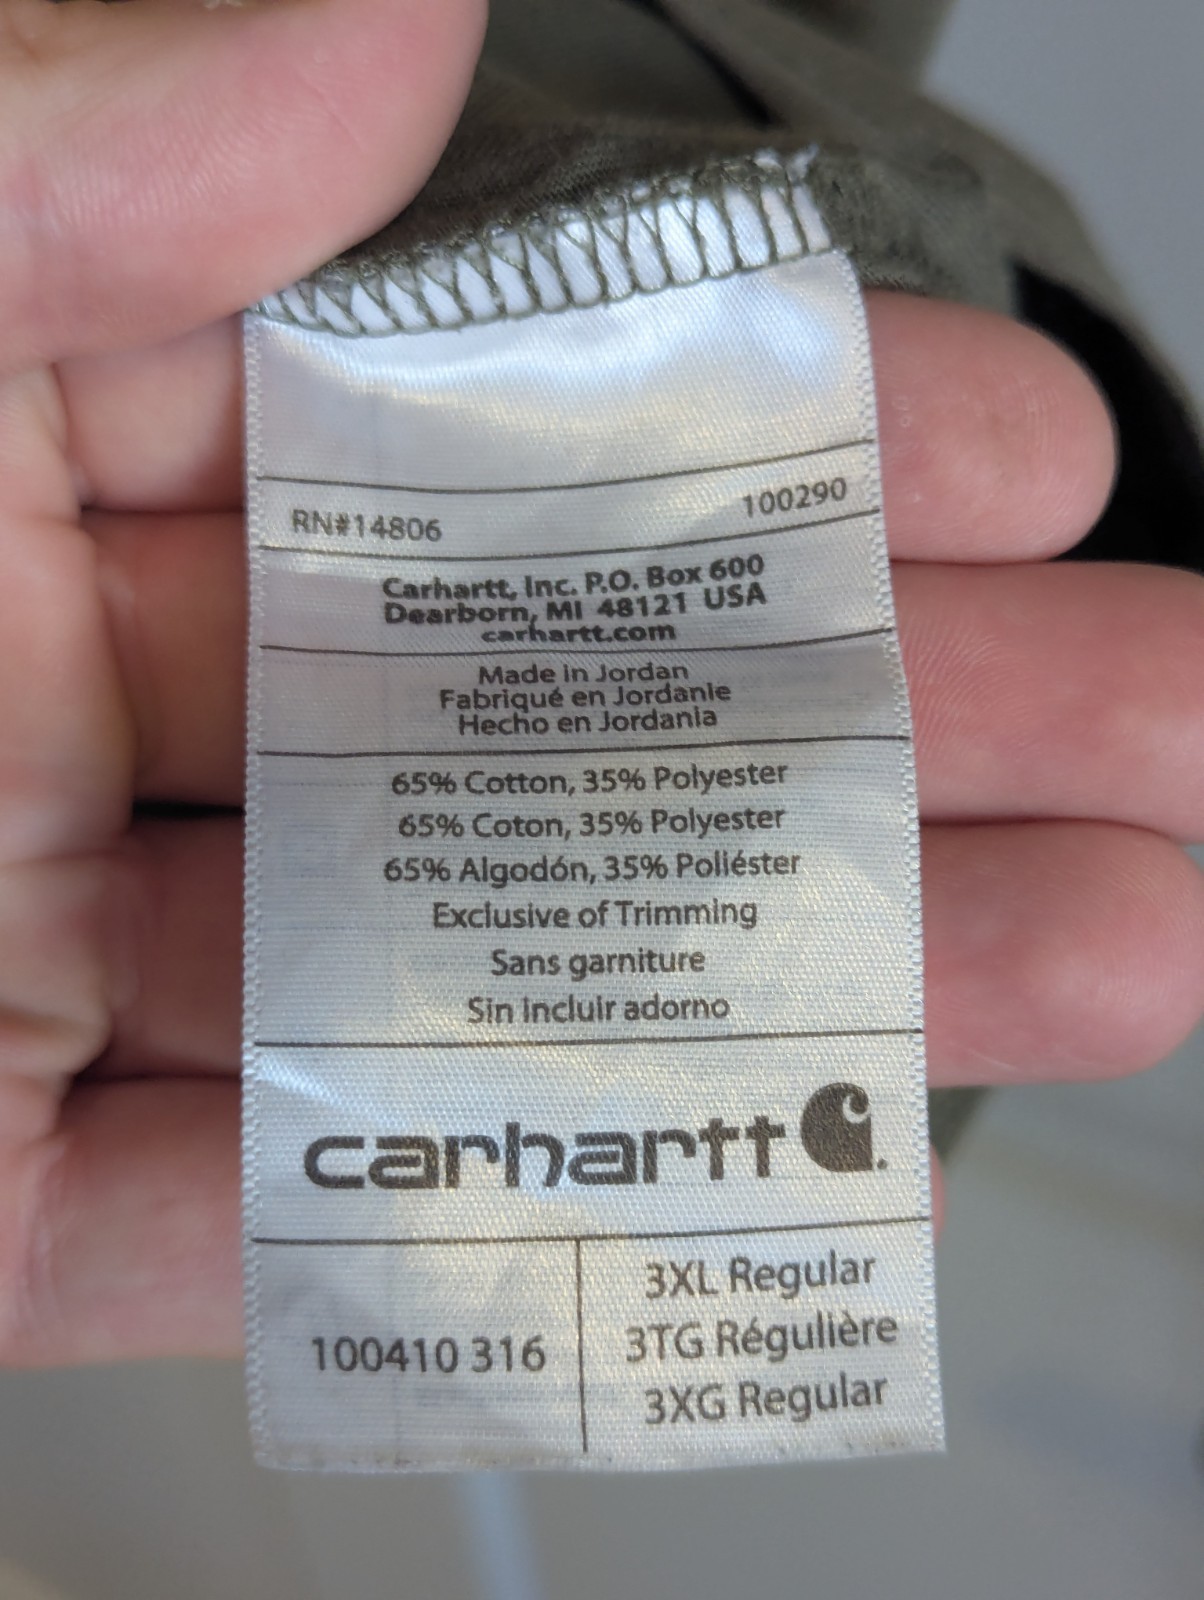 RN#14806 100290
Carhartt, Inc. P.O. Box 600
Dearborn, MI 48121 USA
carhartt.com
Made in Jordan
Fabriqué en Jordanie
Hecho en Jordania
65% Cotton, 35% Polyester
65% Coton, 35% Polyester
65% Algodón, 35% Poliéster
Exclusive of Trimming
Sans garniture
Sin incluir adorno
carhartt
100410 316
3XL Regular
3TG Régulière
3XG Regular